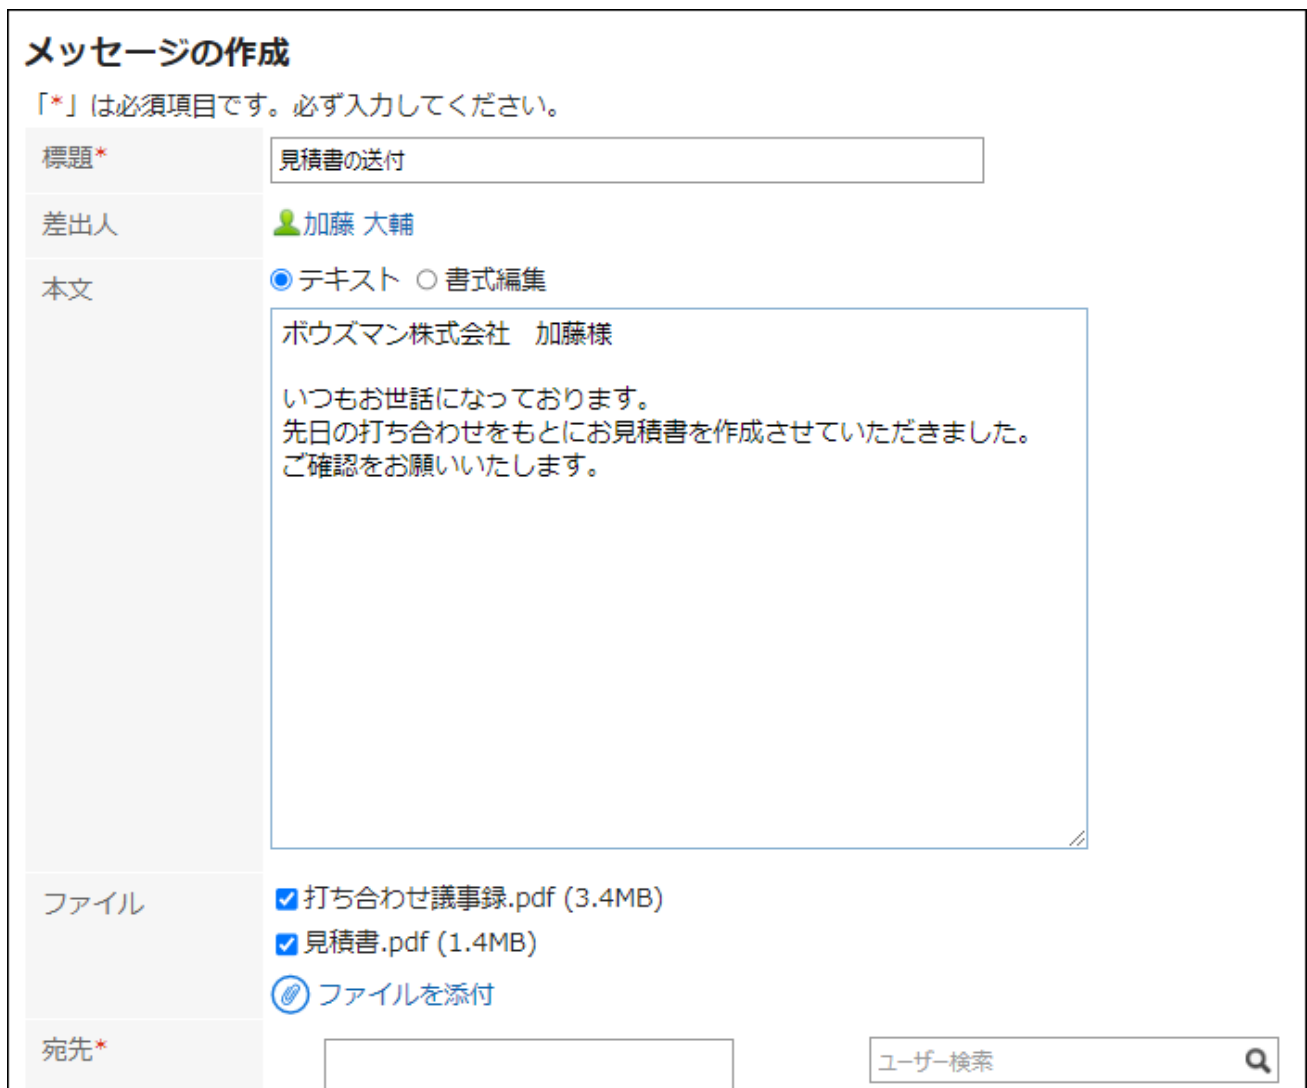 メッセージの作成
「*」は必須項目です。必ず入力してください。
標題*
見積書の送付
差出人
加藤 大輔
本文
テキスト 書式編集
ボウズマン株式会社　加藤様
いつもお世話になっております。
先日の打ち合わせをもとにお見積書を作成させていただきました。
ご確認をお願いいたします。
ファイル
打ち合わせ議事録.pdf (3.4MB)
見積書.pdf (1.4MB)
ファイルを添付
宛先*
ユーザー検索